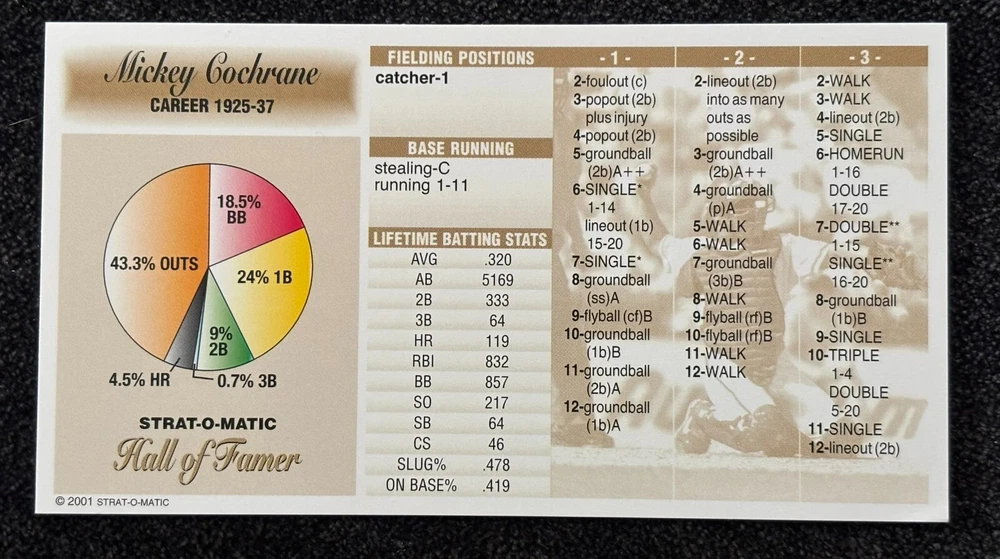 Mickey Cochrane
CAREER 1925-37
18.5%
BB
43.3% OUTS
24% 1B
9%
2B
4.5% HR
0.7% 3B
STRAT-O-MATIC
Hall of Famer
© 2001 STRAT-O-MATIC
FIELDING POSITIONS
catcher-1
BASE RUNNING
stealing-C
running 1-11
LIFETIME BATTING STATS
AVG .320
AB 5169
2B 333
3B 64
HR 119
RBI 832
BB 857
SO 217
SB 64
CS 46
SLUG% .478
ON BASE% .419
- 1 -
2-foulout (c)
3-popout (2b)
plus injury
4-popout (2b)
5-groundball
(2b)A++
6-SINGLE*
1-14
lineout (1b)
15-20
7-SINGLE*
8-groundball
(ss)A
9-flyball (cf)B
10-groundball
(1b)B
11-groundball
(2b)A
12-groundball
(1b)A
- 2 -
2-lineout (2b)
into as many
outs as
possible
3-groundball
(2b)A++
4-groundball
(p)A
5-WALK
6-WALK
7-groundball
(3b)B
8-WALK
9-flyball (rf)B
10-flyball (rf)B
11-WALK
12-WALK
- 3 -
2-WALK
3-WALK
4-lineout (2b)
5-SINGLE
6-HOMERUN
1-16
DOUBLE
17-20
7-DOUBLE**
1-15
SINGLE**
16-20
8-groundball
(1b)B
9-SINGLE
10-TRIPLE
1-4
DOUBLE
5-20
11-SINGLE
12-lineout (2b)